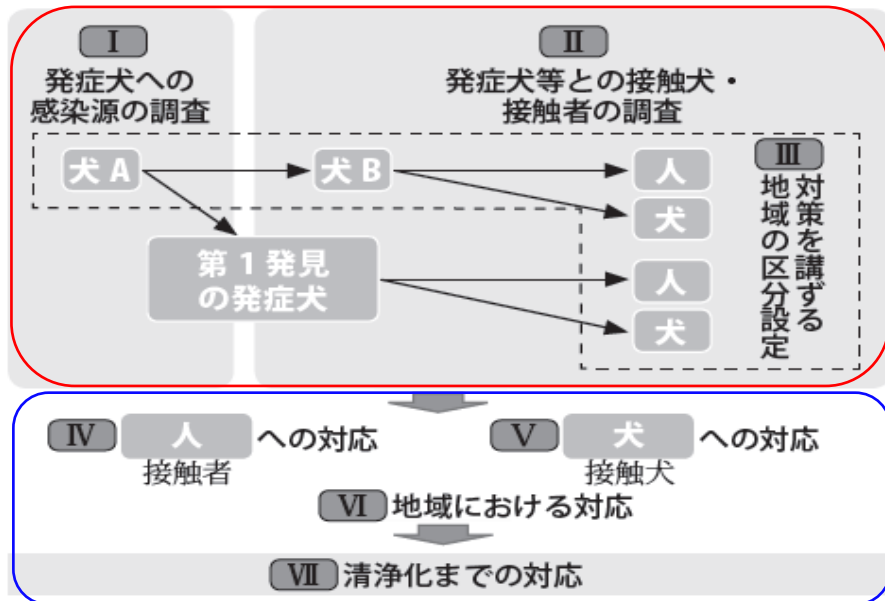 Ⅰ
発症犬への
感染源の調査
Ⅱ
発症犬等との接触犬・
接触者の調査
犬 A
犬 B
人
犬
第 1 発見
の発症犬
人
犬
Ⅲ
対策を講ずる
地域の区分設定
Ⅳ 人 への対応
接触者
Ⅴ 犬 への対応
接触犬
Ⅵ 地域における対応
Ⅶ 清浄化までの対応